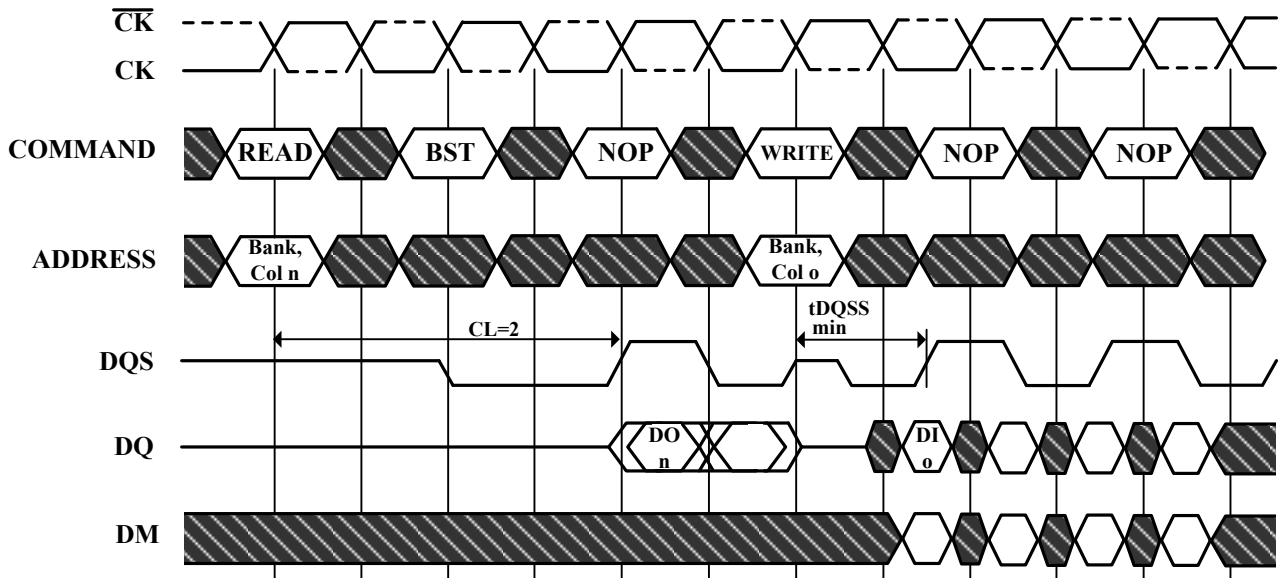 CK
CK
COMMAND
READ
BST
NOP
WRITE
NOP
NOP
ADDRESS
Bank,
Col n
Bank,
Col o
CL=2
tDQSS
min
DQS
DQ
DO
n
DI
o
DM